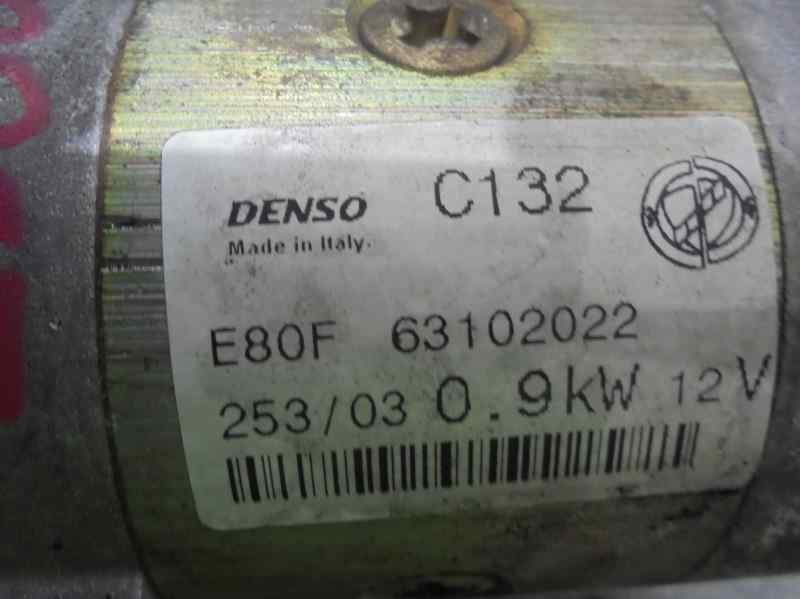 DENSO C132
Made in Italy.
E80F 63102022
253/03 0.9kW 12V